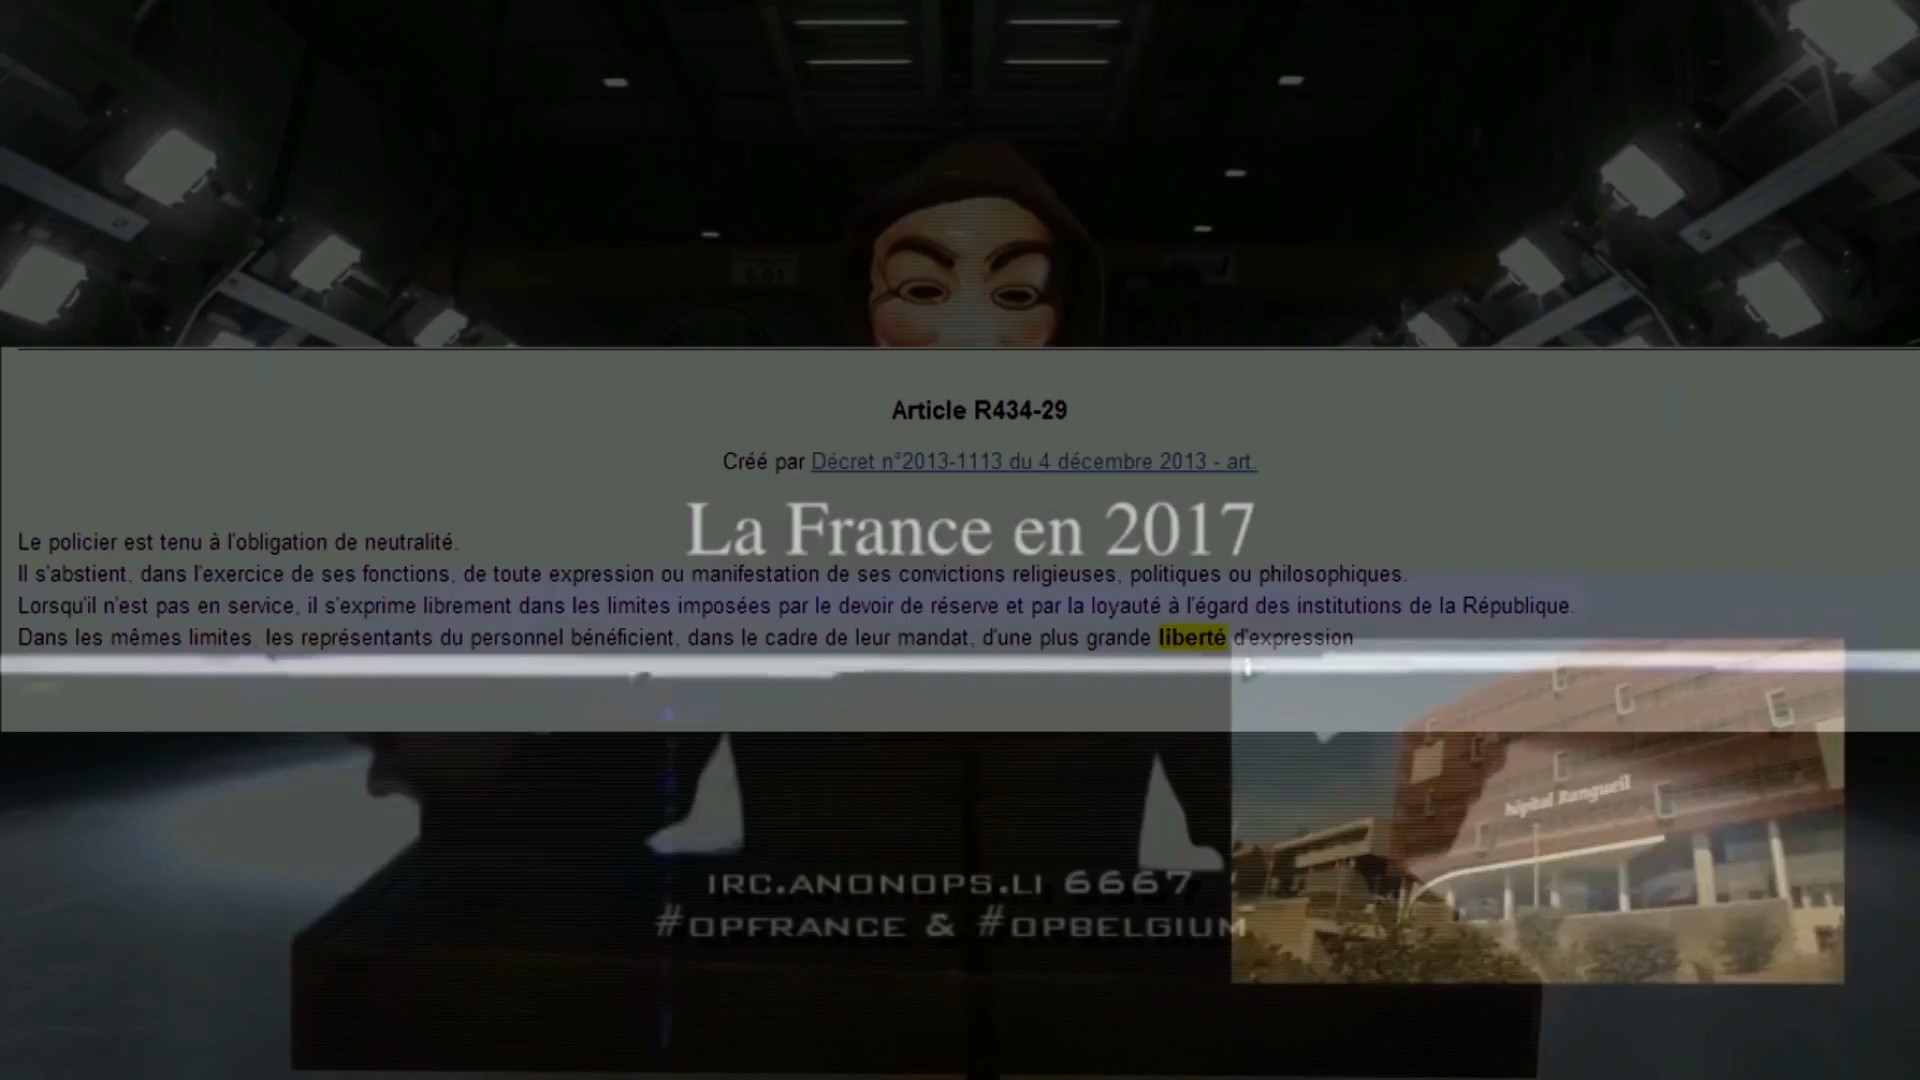 Article R434-29
Créé par Décret n°2013-1113 du 4 décembre 2013 - art.
La France en 2017
Le policier est tenu à l'obligation de neutralité.
Il s'abstient, dans l'exercice de ses fonctions, de toute expression ou manifestation de ses convictions religieuses, politiques ou philosophiques.
Lorsqu'il n'est pas en service, il s'exprime librement dans les limites imposées par le devoir de réserve et par la loyauté à l'égard des institutions de la République.
Dans les mêmes limites, les représentants du personnel bénéficient, dans le cadre de leur mandat, d'une plus grande liberté d'expression
hôpital Rangueil
IRC.ANONOPS.LI 6667
#OPFRANCE & #OPBELGIUM